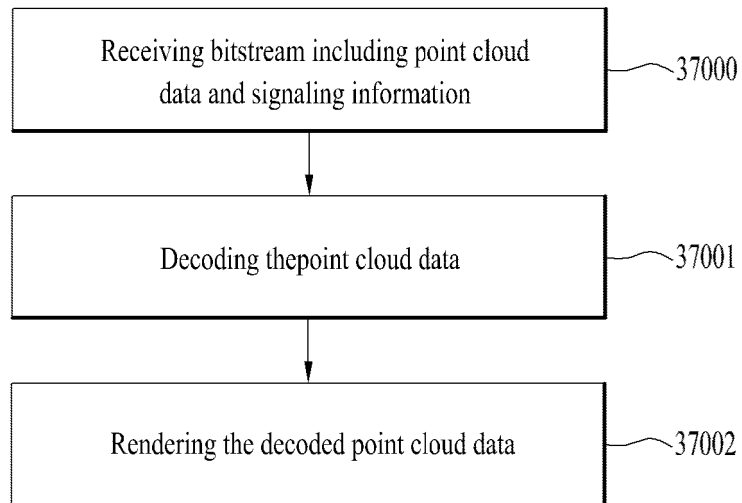 Receiving bitstream including point cloud
data and signaling information
37000
Decoding thepoint cloud data
37001
Rendering the decoded point cloud data
37002